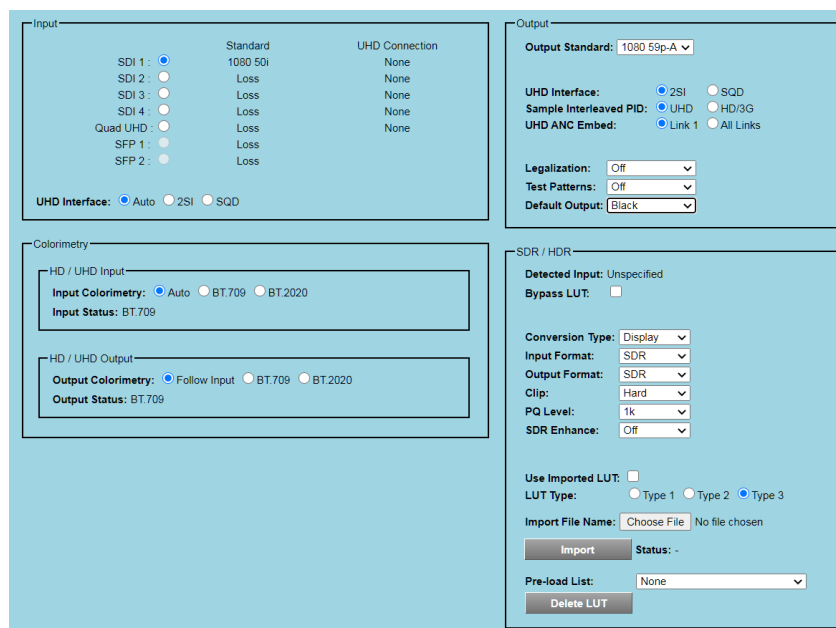 Input
Standard UHD Connection
SDI 1 : 1080 50i None
SDI 2 : Loss None
SDI 3 : Loss None
SDI 4 : Loss None
Quad UHD : Loss None
SFP 1 : Loss
SFP 2 : Loss
UHD Interface: Auto 2SI SQD
Colorimetry
HD / UHD Input
Input Colorimetry: Auto BT.709 BT.2020
Input Status: BT.709
HD / UHD Output
Output Colorimetry: Follow Input BT.709 BT.2020
Output Status: BT.709
Output
Output Standard: 1080 59p-A
UHD Interface: 2SI SQD
Sample Interleaved PID: UHD HD/3G
UHD ANC Embed: Link 1 All Links
Legalization: Off
Test Patterns: Off
Default Output: Black
SDR / HDR
Detected Input: Unspecified
Bypass LUT:
Conversion Type: Display
Input Format: SDR
Output Format: SDR
Clip: Hard
PQ Level: 1k
SDR Enhance: Off
Use Imported LUT:
LUT Type: Type 1 Type 2 Type 3
Import File Name: Choose File No file chosen
Import Status: -
Pre-load List: None
Delete LUT